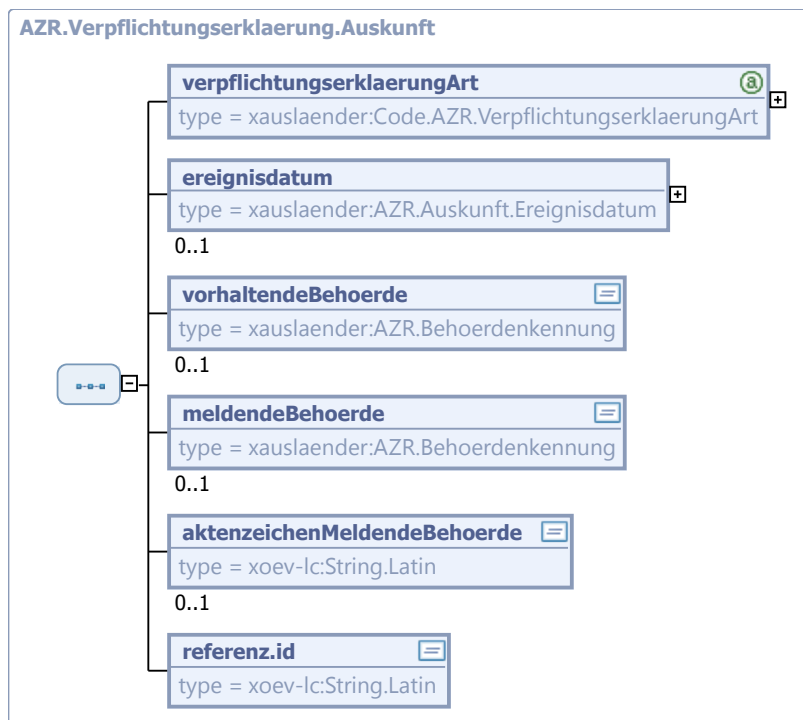 AZR.Verpflichtungserklaerung.Auskunft
verpflichtungserklaerungArt
type = xauslaender:Code.AZR.VerpflichtungserklaerungArt
ereignisdatum
type = xauslaender:AZR.Auskunft.Ereignisdatum
0..1
vorhaltendeBehoerde
type = xauslaender:AZR.Behoerdenkennung
0..1
meldendeBehoerde
type = xauslaender:AZR.Behoerdenkennung
0..1
aktenzeichenMeldendeBehoerde
type = xoev-lc:String.Latin
0..1
referenz.id
type = xoev-lc:String.Latin